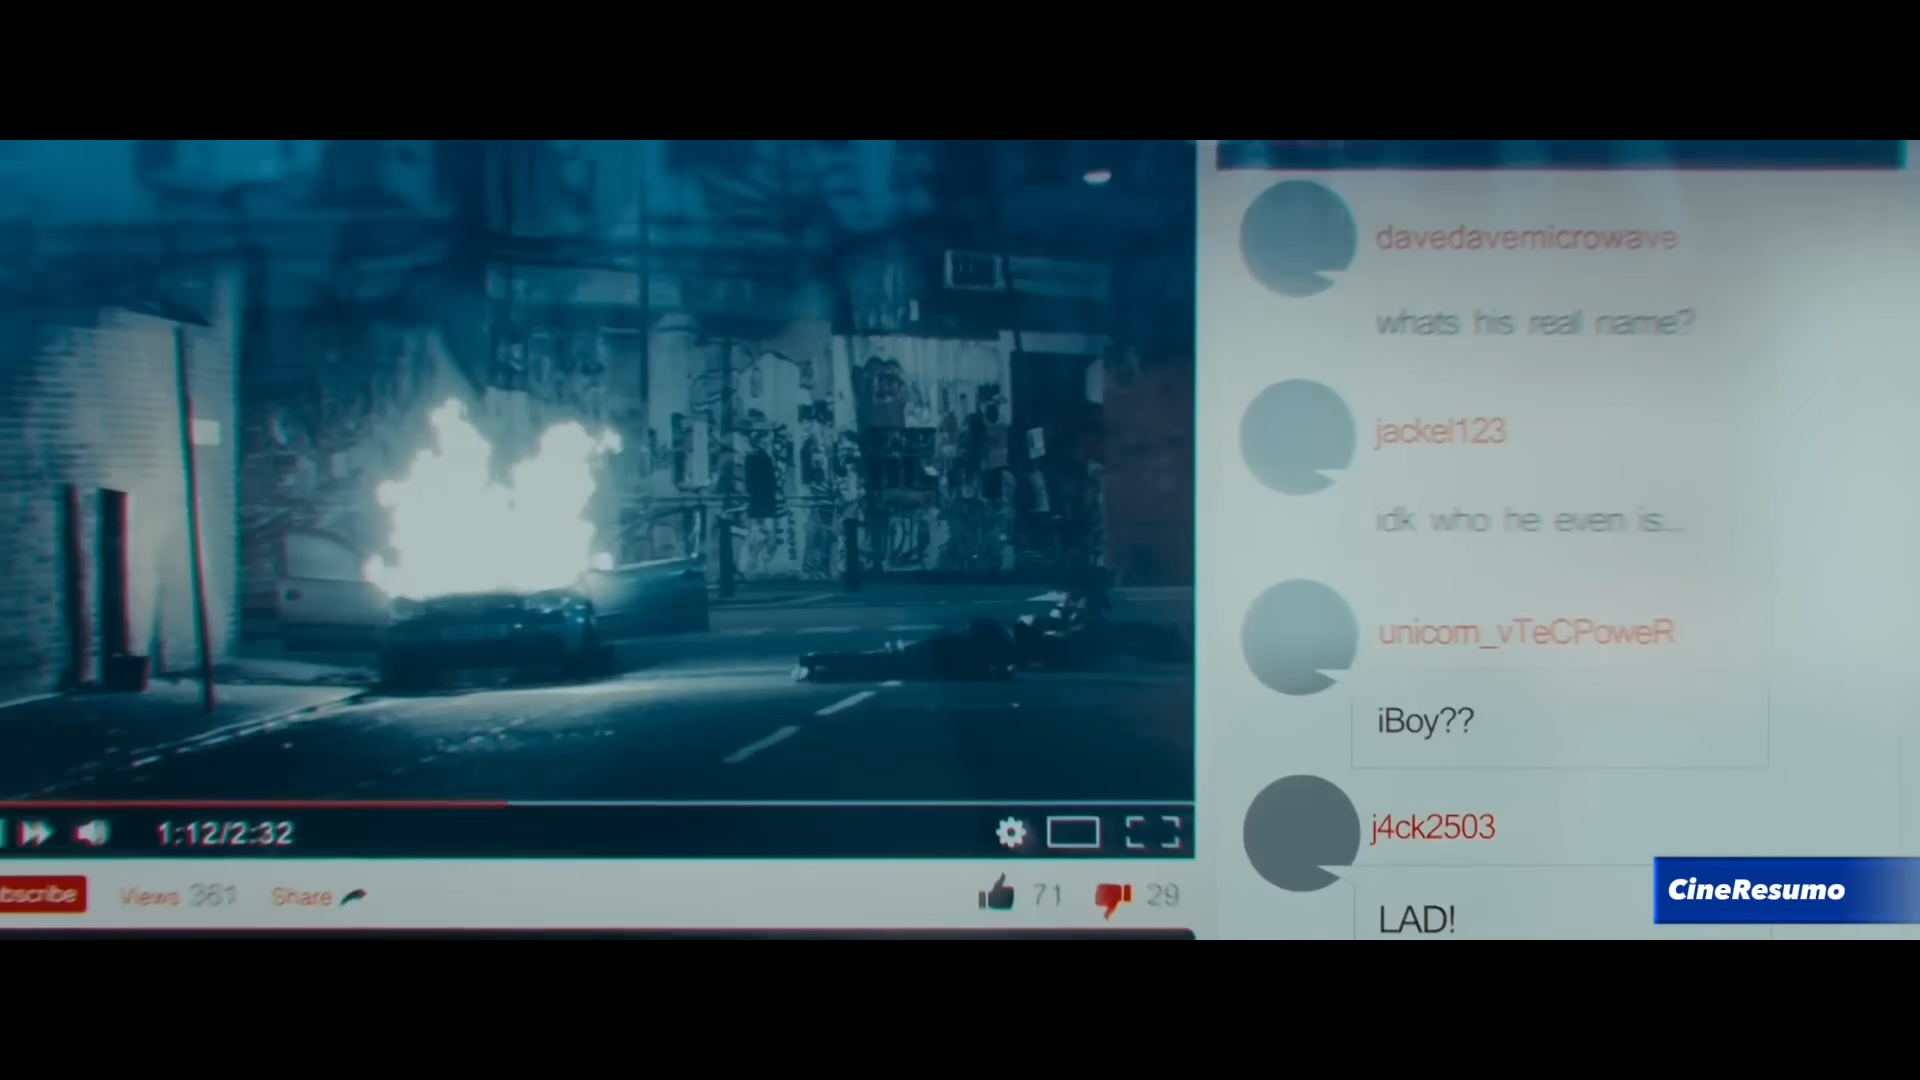 davedavemicrowave
whats his real name?
jackel123
idk who he even is...
unicorn_vTeCPoweR
iBoy??
j4ck2503
LAD!
1:12/2:32
bscribe
Views 361
Share
71
29
CineResumo